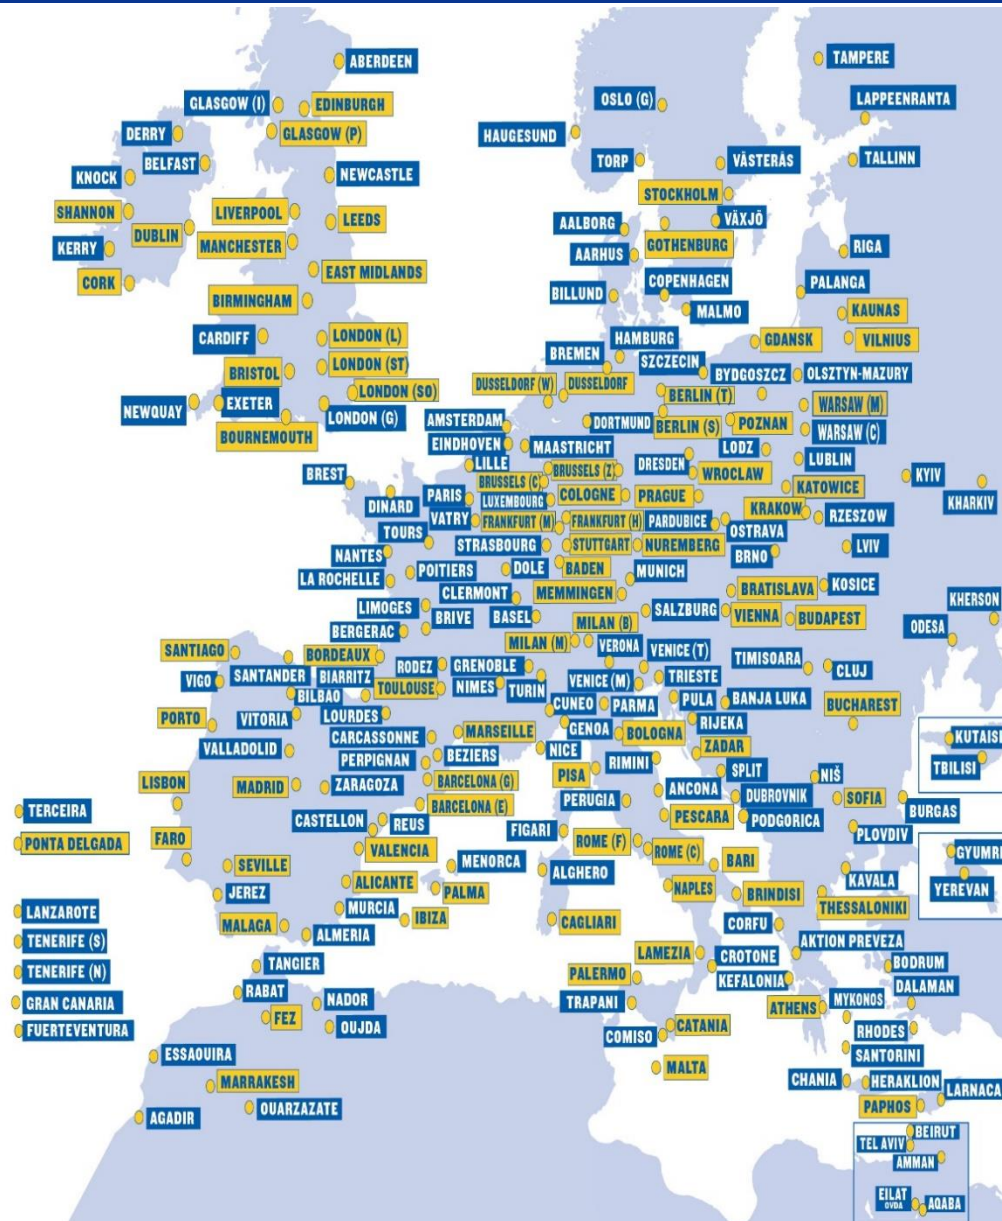 ABERDEEN
TAMPERE
GLASGOW (I)
EDINBURGH
OSLO (G)
LAPPEENRANTA
DERRY
GLASGOW (P)
HAUGESUND
BELFAST
TORP
VÄSTERÅS
TALLINN
KNOCK
NEWCASTLE
STOCKHOLM
SHANNON
LIVERPOOL
LEEDS
AALBORG
VÄXJÖ
DUBLIN
MANCHESTER
GOTHENBURG
KERRY
AARHUS
RIGA
CORK
EAST MIDLANDS
COPENHAGEN
PALANGA
BIRMINGHAM
BILLUND
MALMO
KAUNAS
CARDIFF
LONDON (L)
HAMBURG
GDANSK
VILNIUS
BREMEN
SZCZECIN
BRISTOL
LONDON (ST)
BYDGOSZCZ
OLSZTYN-MAZURY
DUSSELDORF (W)
DUSSELDORF
LONDON (SO)
BERLIN (T)
NEWQUAY
EXETER
WARSAW (M)
LONDON (G)
AMSTERDAM
DORTMUND
BERLIN (S)
POZNAN
WARSAW (C)
BOURNEMOUTH
EINDHOVEN
MAASTRICHT
LODZ
LILLE
DRESDEN
LUBLIN
BREST
BRUSSELS (Z)
WROCLAW
KYIV
BRUSSELS (C)
KATOWICE
KHARKIV
DINARD
PARIS
LUXEMBOURG
COLOGNE
PRAGUE
KRAKOW
RZESZOW
VATRY
FRANKFURT (M)
FRANKFURT (H)
PARDUBICE
OSTRAVA
TOURS
STRASBOURG
STUTTGART
NUREMBERG
BRNO
LVIV
NANTES
POITIERS
DOLE
BADEN
MUNICH
LA ROCHELLE
CLERMONT
MEMMINGEN
BRATISLAVA
KOSICE
LIMOGES
BRIVE
BASEL
MILAN (B)
SALZBURG
VIENNA
BUDAPEST
KHERSON
BERGERAC
ODESA
SANTIAGO
BORDEAUX
MILAN (M)
VERONA
VENICE (T)
VIGO
SANTANDER
BIARRITZ
RODEZ
GRENOBLE
TIMISOARA
CLUJ
BILBAO
TOULOUSE
NIMES
TURIN
VENICE (M)
TRIESTE
PORTO
VITORIA
LOURDES
CUNEO
PARMA
PULA
BANJA LUKA
BUCHAREST
CARCASSONNE
MARSEILLE
GENOA
BOLOGNA
RIJEKA
KUTAISI
VALLADOLID
PERPIGNAN
BEZIERS
NICE
RIMINI
ZADAR
TBILISI
LISBON
MADRID
ZARAGOZA
BARCELONA (G)
PISA
SPLIT
NIŠ
TERCEIRA
BARCELONA (E)
PERUGIA
ANCONA
DUBROVNIK
SOFIA
BURGAS
CASTELLON
REUS
FIGARI
PESCARA
PODGORICA
PLOVDIV
PONTA DELGADA
FARO
VALENCIA
ROME (F)
ROME (C)
GYUMRI
SEVILLE
MENORCA
ALGHERO
BARI
KAVALA
YEREVAN
JEREZ
ALICANTE
PALMA
NAPLES
BRINDISI
LANZAROTE
MURCIA
IBIZA
CAGLIARI
CORFU
THESSALONIKI
MALAGA
ALMERIA
TENERIFE (S)
TANGIER
LAMEZIA
CROTONE
AKTION PREVEZA
TENERIFE (N)
PALERMO
KEFALONIA
BODRUM
RABAT
DALAMAN
GRAN CANARIA
NADOR
TRAPANI
ATHENS
MYKONOS
FUERTEVENTURA
FEZ
OUJDA
COMISO
CATANIA
RHODES
ESSAOUIRA
SANTORINI
MARRAKESH
MALTA
CHANIA
HERAKLION
LARNACA
AGADIR
OUARZAZATE
PAPHOS
BEIRUT
TEL AVIV
AMMAN
EILAT
OVDA
AQABA